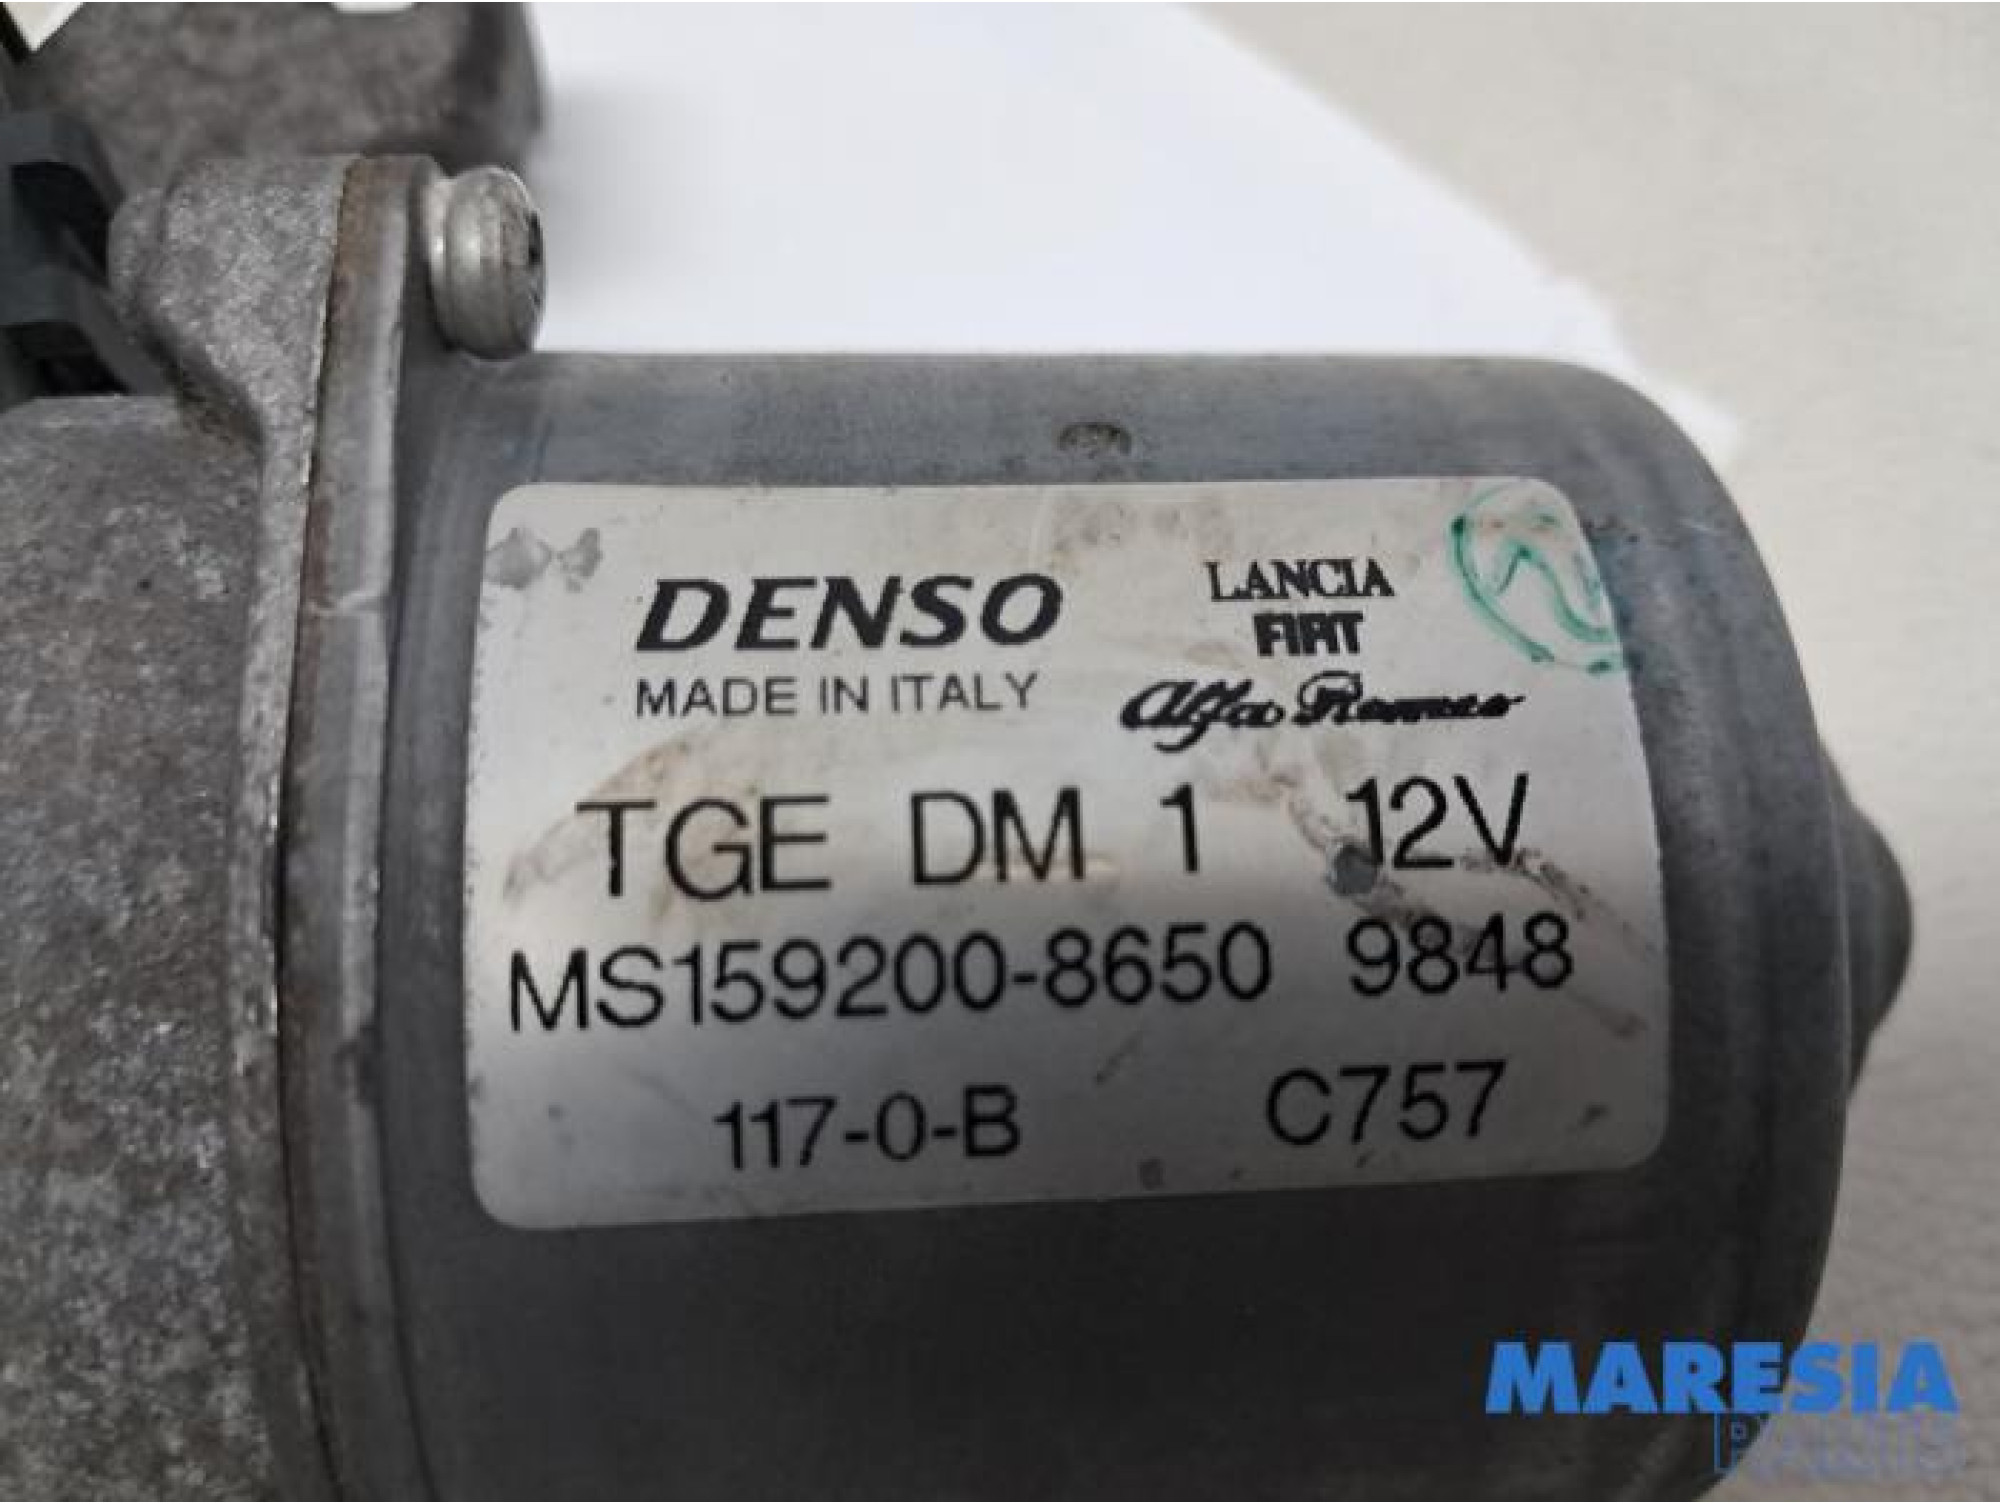 DENSO
MADE IN ITALY
LANCIA
FIAT
Alfa Romeo
TGE DM 1 12V
MS159200-8650 9848
117-0-B C757
MARESIA
PARTS